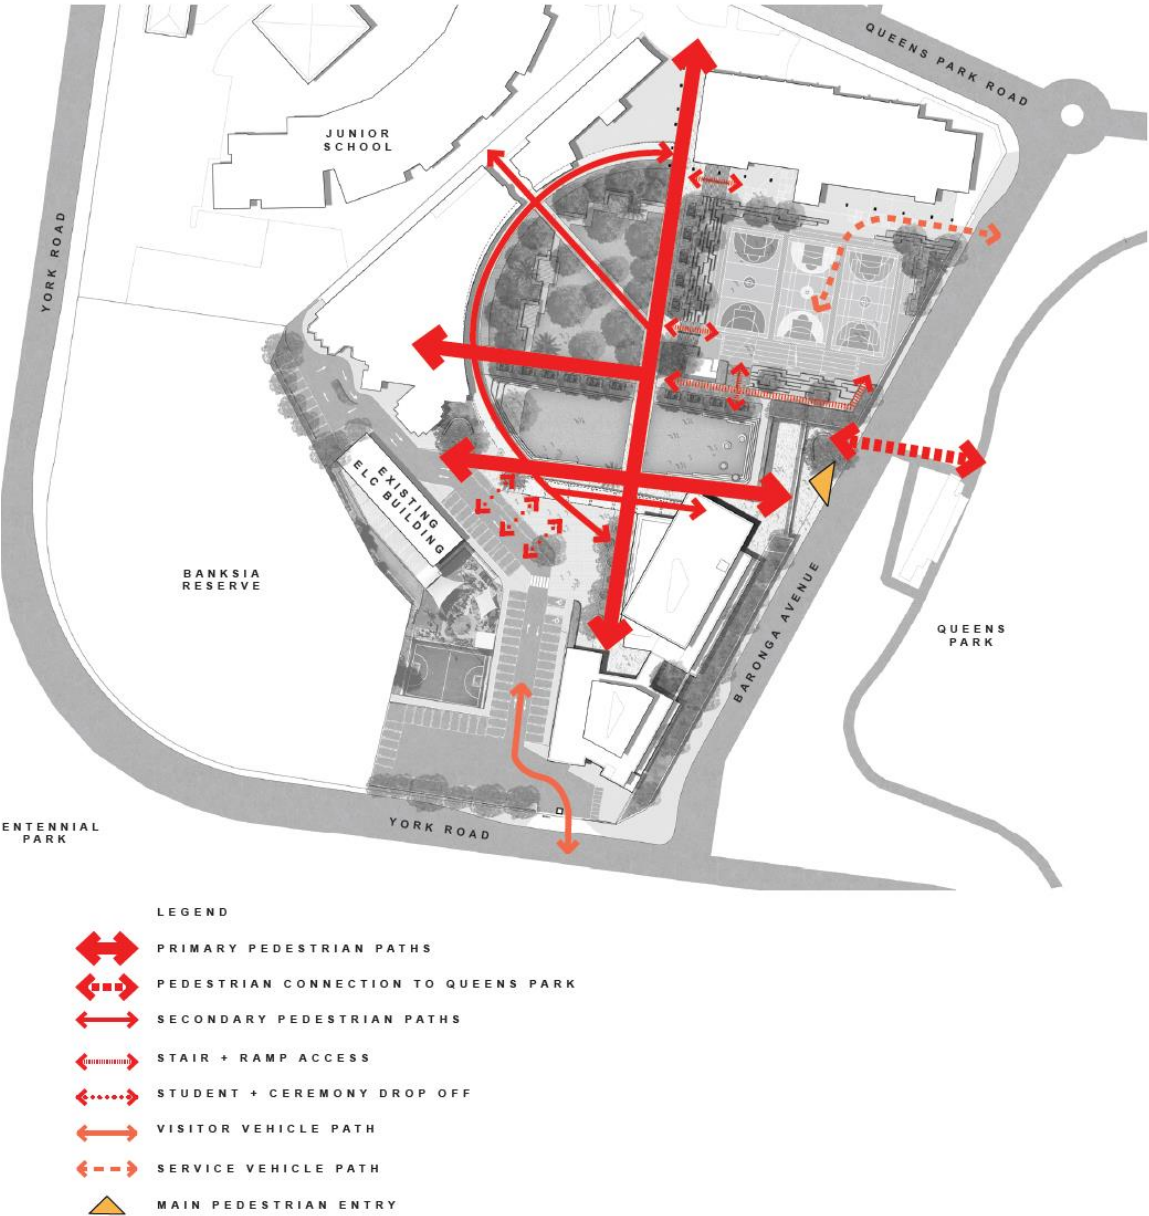 QUEENS PARK ROAD
JUNIOR
SCHOOL
YORK ROAD
EXISTING
ELC BUILDING
BANKSIA
RESERVE
QUEENS
PARK
BARONGA AVENUE
ENTENNIAL
PARK
YORK ROAD
LEGEND
PRIMARY PEDESTRIAN PATHS
PEDESTRIAN CONNECTION TO QUEENS PARK
SECONDARY PEDESTRIAN PATHS
STAIR + RAMP ACCESS
STUDENT + CEREMONY DROP OFF
VISITOR VEHICLE PATH
SERVICE VEHICLE PATH
MAIN PEDESTRIAN ENTRY